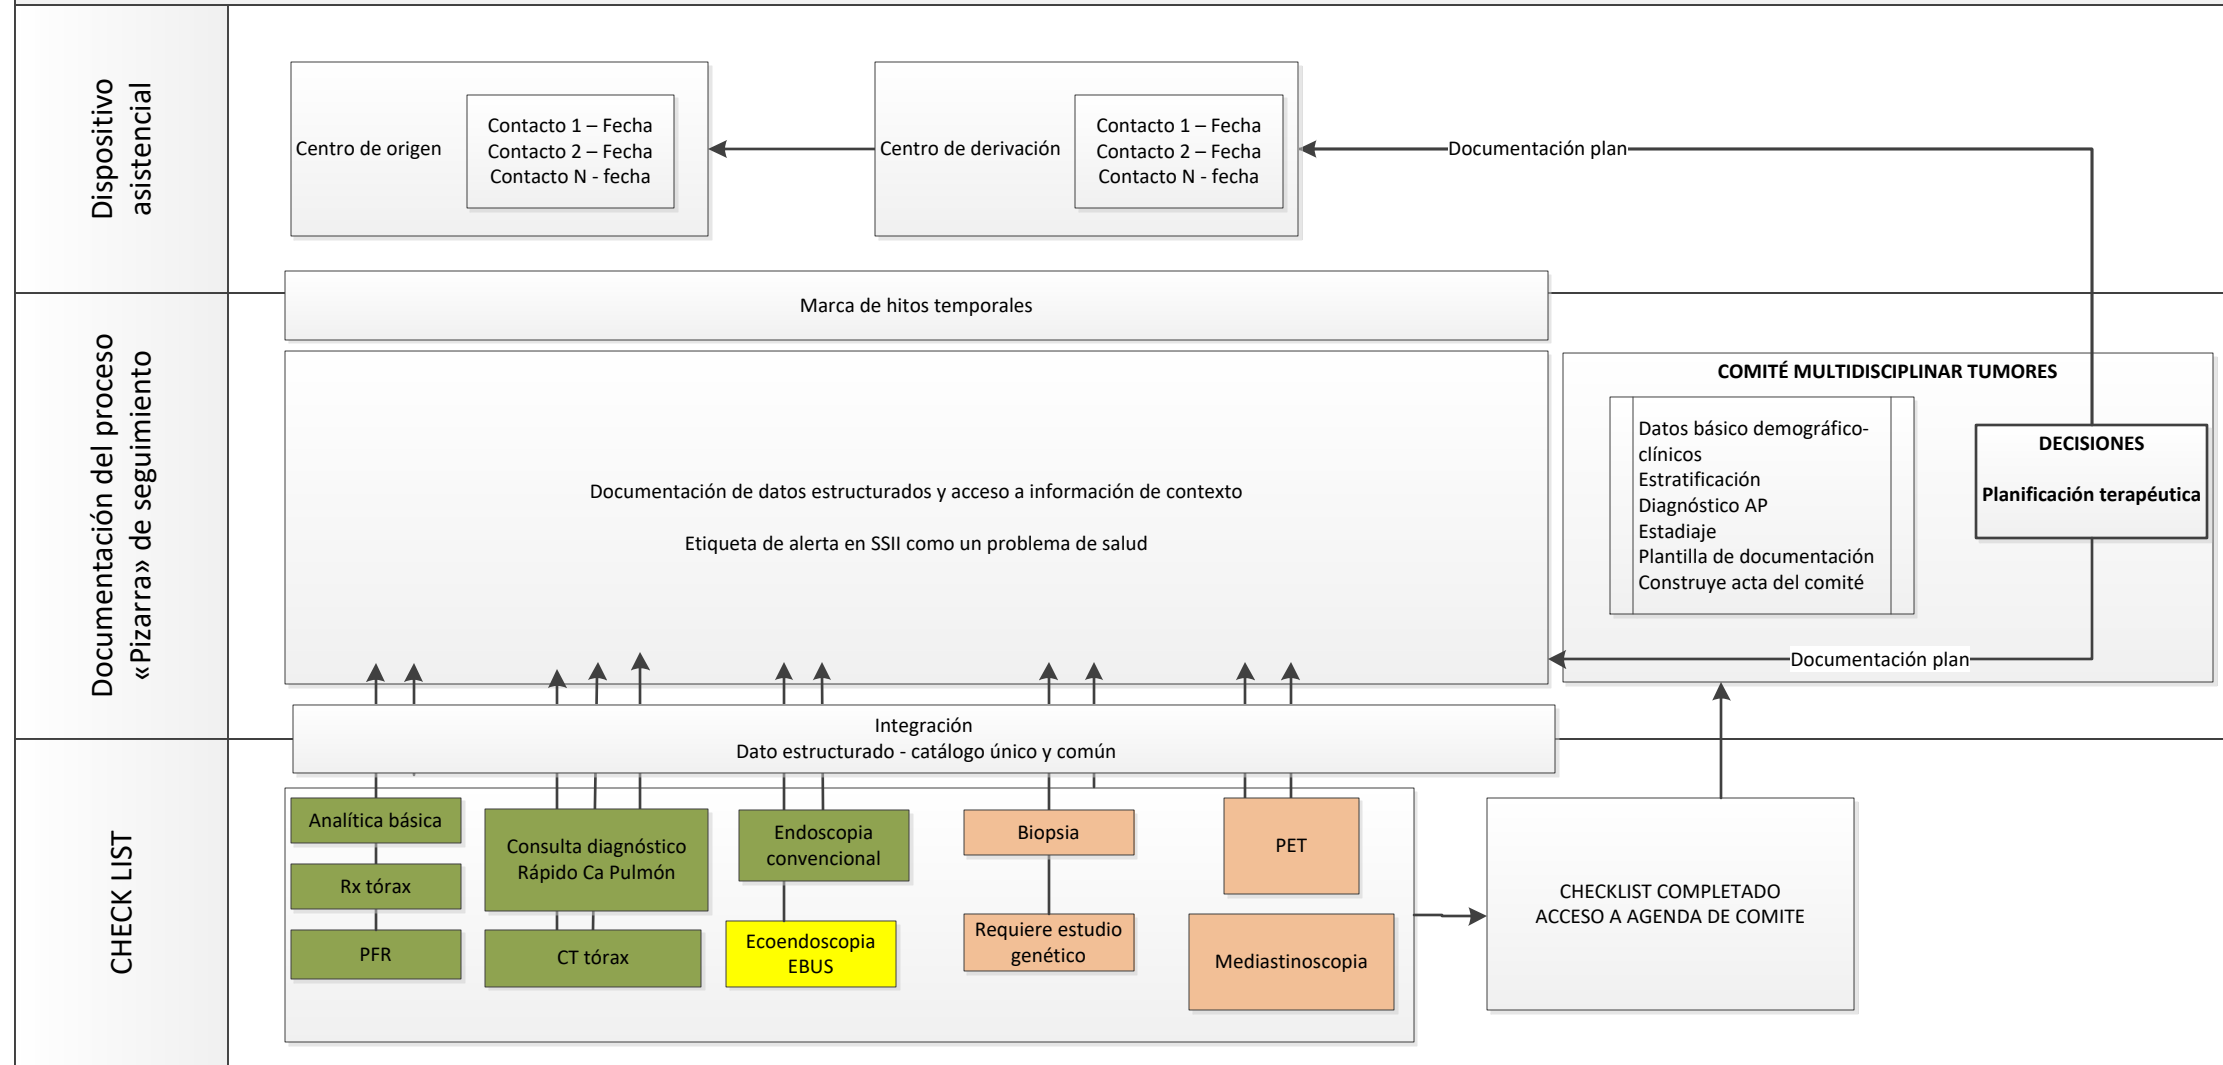 Dispositivo
asistencial
Centro de origen
Contacto 1 – Fecha
Contacto 2 – Fecha
Contacto N - fecha
Centro de derivación
Contacto 1 – Fecha
Contacto 2 – Fecha
Contacto N - fecha
Documentación plan
Marca de hitos temporales
Documentación del proceso
«Pizarra» de seguimiento
Documentación de datos estructurados y acceso a información de contexto
Etiqueta de alerta en SSII como un problema de salud
COMITÉ MULTIDISCIPLINAR TUMORES
Datos básico demográfico-
clínicos
Estratificación
Diagnóstico AP
Estadiaje
Plantilla de documentación
Construye acta del comité
DECISIONES
Planificación terapéutica
Documentación plan
Integración
Dato estructurado - catálogo único y común
CHECK LIST
Analítica básica
Rx tórax
PFR
Consulta diagnóstico
Rápido Ca Pulmón
CT tórax
Endoscopia
convencional
Ecoendoscopia
EBUS
Biopsia
Requiere estudio
genético
PET
Mediastinoscopia
CHECKLIST COMPLETADO
ACCESO A AGENDA DE COMITE